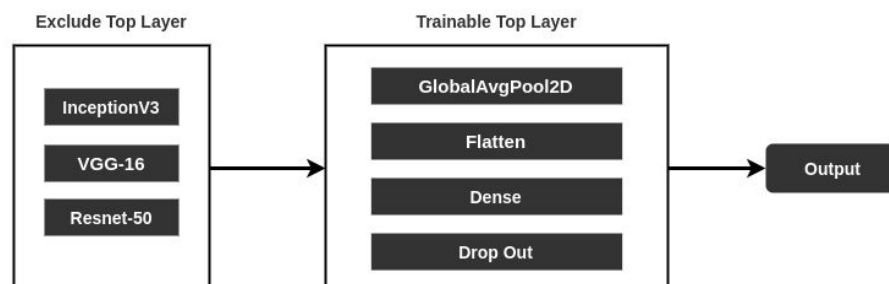 Exclude Top Layer
InceptionV3
VGG-16
Resnet-50
Trainable Top Layer
GlobalAvgPool2D
Flatten
Dense
Drop Out
Output